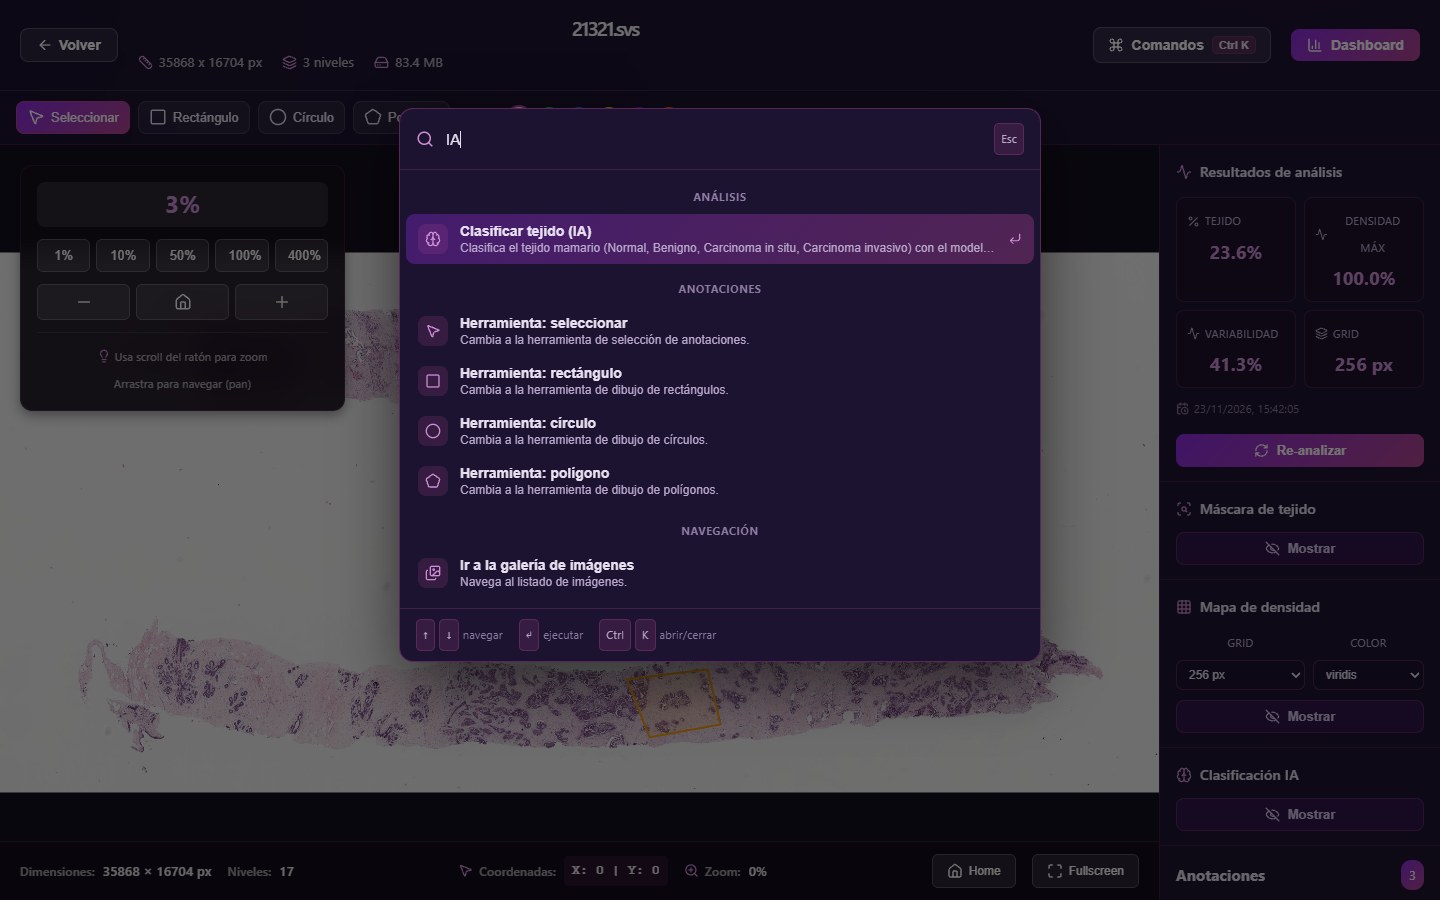 Volver
21321.svs
35868 x 16704 px
3 niveles
83.4 MB
Comandos
Ctrl K
Dashboard
Seleccionar
Rectángulo
Círculo
IA
Esc
ANÁLISIS
Clasificar tejido (IA)
Clasifica el tejido mamario (Normal, Benigno, Carcinoma in situ, Carcinoma invasivo) con el model...
ANOTACIONES
Herramienta: seleccionar
Cambia a la herramienta de selección de anotaciones.
Herramienta: rectángulo
Cambia a la herramienta de dibujo de rectángulos.
Herramienta: círculo
Cambia a la herramienta de dibujo de círculos.
Herramienta: polígono
Cambia a la herramienta de dibujo de polígonos.
NAVEGACIÓN
Ir a la galería de imágenes
Navega al listado de imágenes.
↑ ↓ navegar
↵ ejecutar
Ctrl K abrir/cerrar
3%
1%
10%
50%
100%
400%
Usa scroll del ratón para zoom
Arrastra para navegar (pan)
Resultados de análisis
TEJIDO
23.6%
DENSIDAD
MÁX
100.0%
VARIABILIDAD
41.3%
GRID
256 px
23/11/2026, 15:42:05
Re-analizar
Máscara de tejido
Mostrar
Mapa de densidad
GRID
COLOR
256 px
viridis
Mostrar
Clasificación IA
Mostrar
Anotaciones
3
Dimensiones: 35868 × 16704 px
Niveles: 17
Coordenadas: X: 0 | Y: 0
Zoom: 0%
Home
Fullscreen